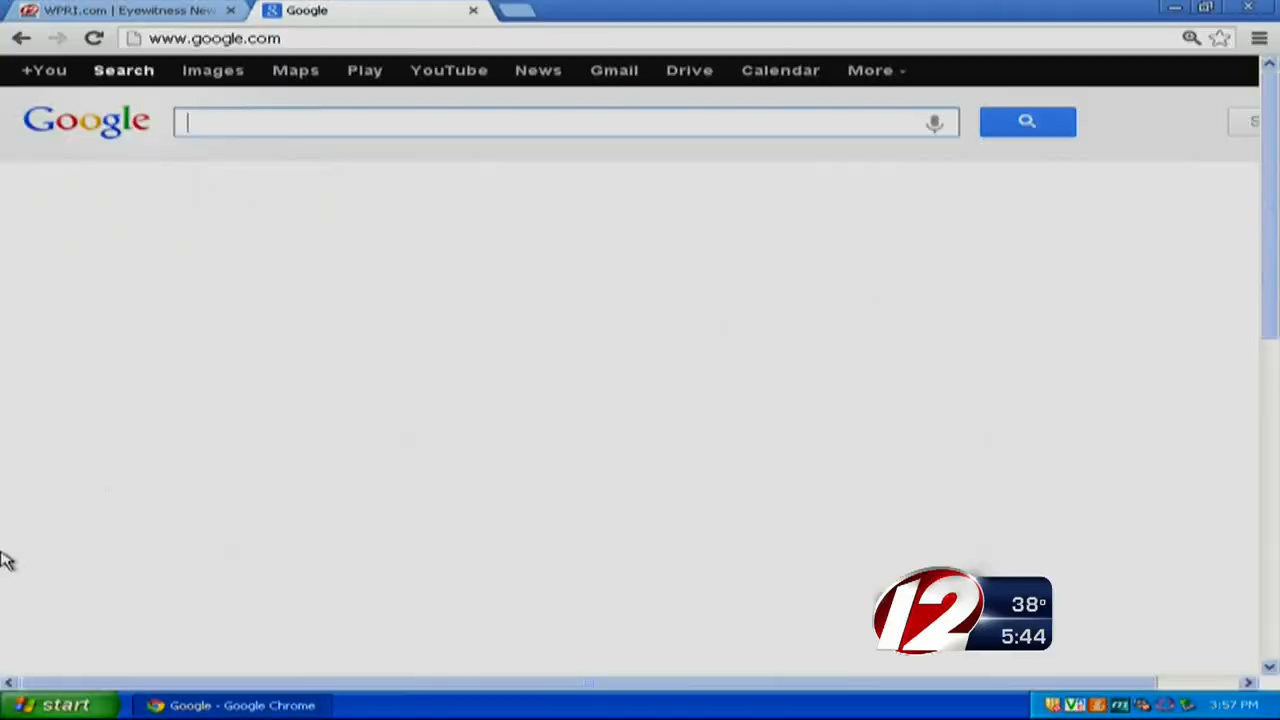 WPRI.com | Eyewitness New
Google
www.google.com
+You Search Images Maps Play YouTube News Gmail Drive Calendar More
Google
S
12
38°
5:44
start
Google - Google Chrome
3:57 PM